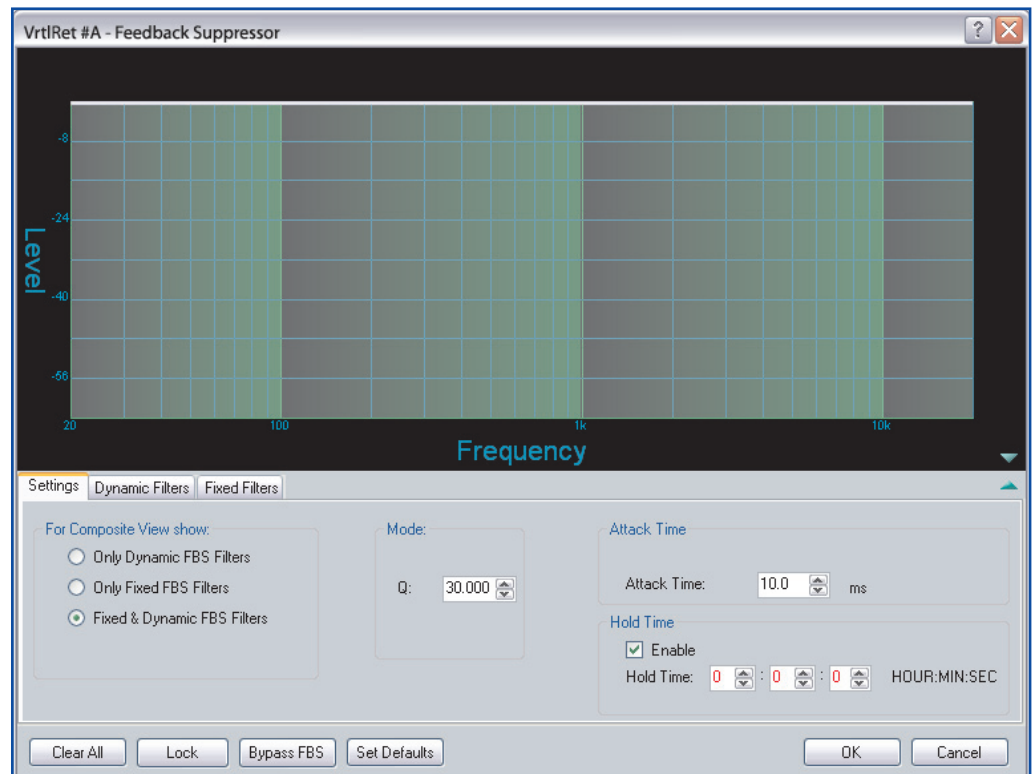 VrtlRet #A - Feedback Suppressor
?
-8
-24
Level
-40
-56
20 100 1k 10k
Frequency
Settings Dynamic Filters Fixed Filters
For Composite View show: Mode: Attack Time
Only Dynamic FBS Filters
Only Fixed FBS Filters Q: 30.000 Attack Time: 10.0 ms
Fixed & Dynamic FBS Filters
Hold Time
Enable
Hold Time: 0 : 0 : 0 HOUR:MIN:SEC
Clear All Lock Bypass FBS Set Defaults OK Cancel